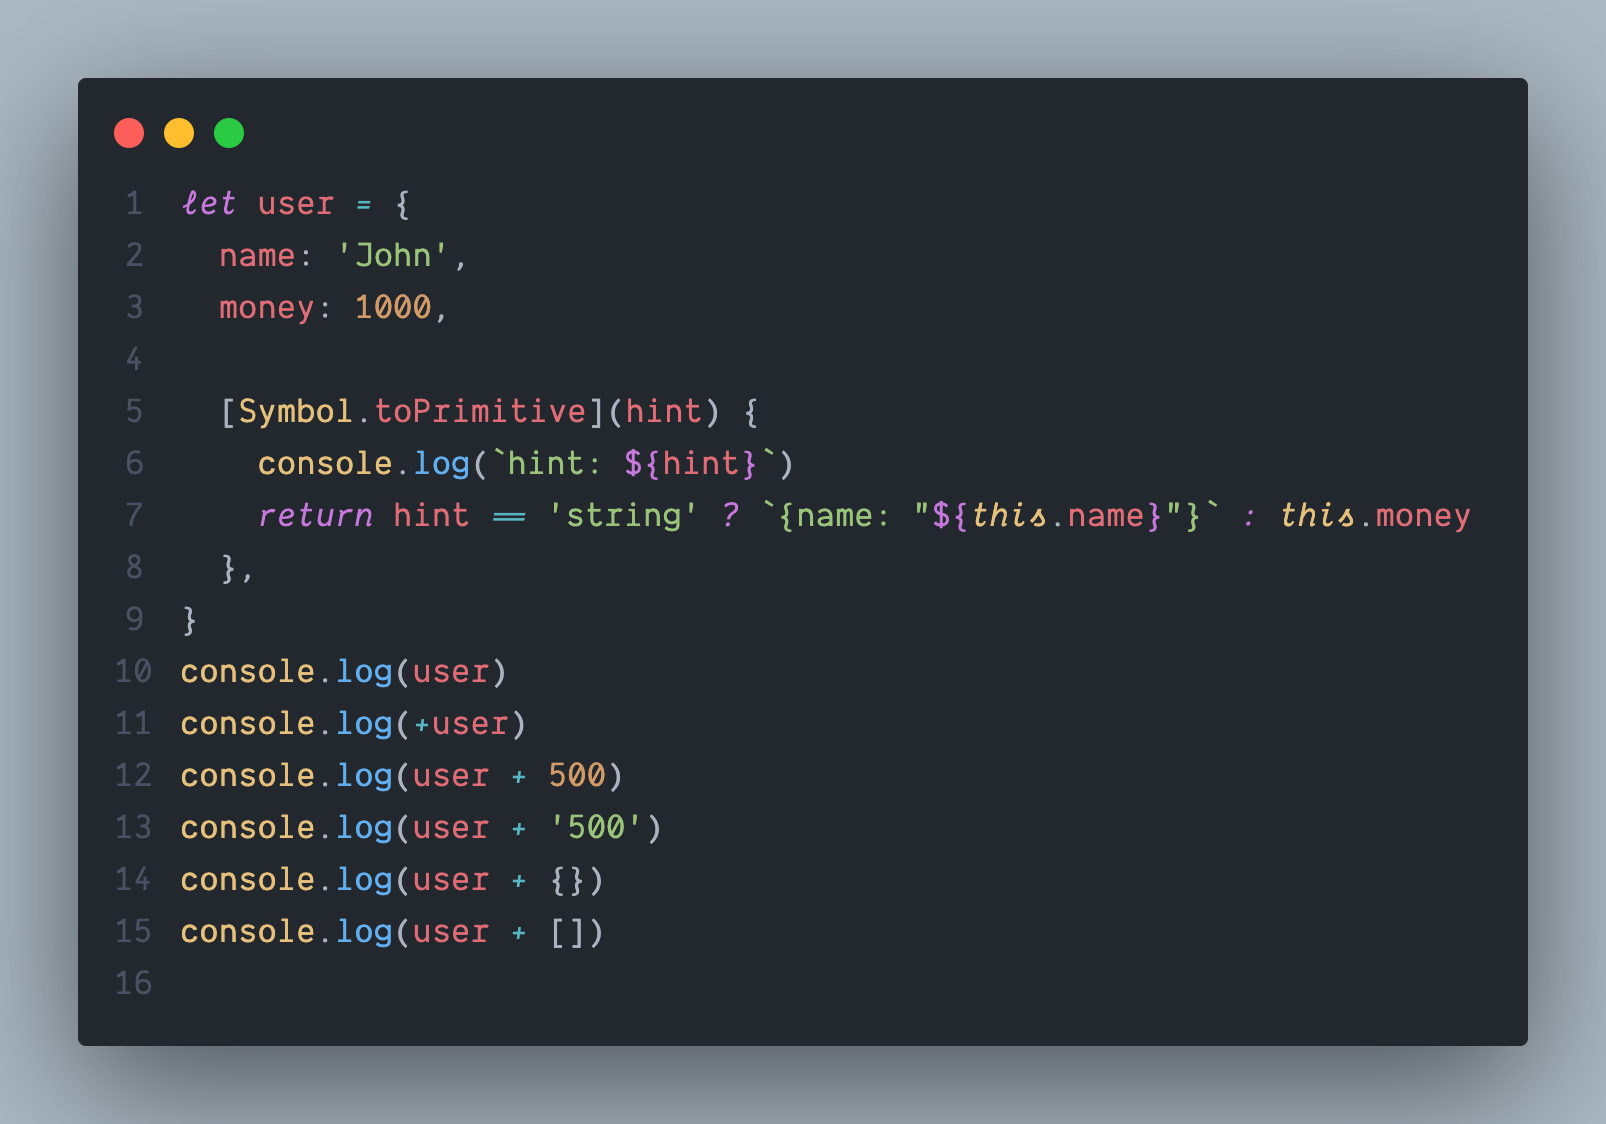 1 let user = {
2   name: 'John',
3   money: 1000,
4
5   [Symbol.toPrimitive](hint) {
6     console.log(`hint: ${hint}`)
7     return hint == 'string' ? `{name: "${this.name}"}` : this.money
8   },
9 }
10 console.log(user)
11 console.log(+user)
12 console.log(user + 500)
13 console.log(user + '500')
14 console.log(user + {})
15 console.log(user + [])
16